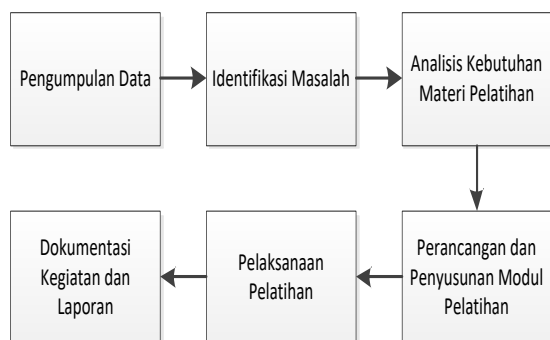 Pengumpulan Data
Identifikasi Masalah
Analisis Kebutuhan
Materi Pelatihan
Perancangan dan
Penyusunan Modul
Pelatihan
Pelaksanaan
Pelatihan
Dokumentasi
Kegiatan dan
Laporan